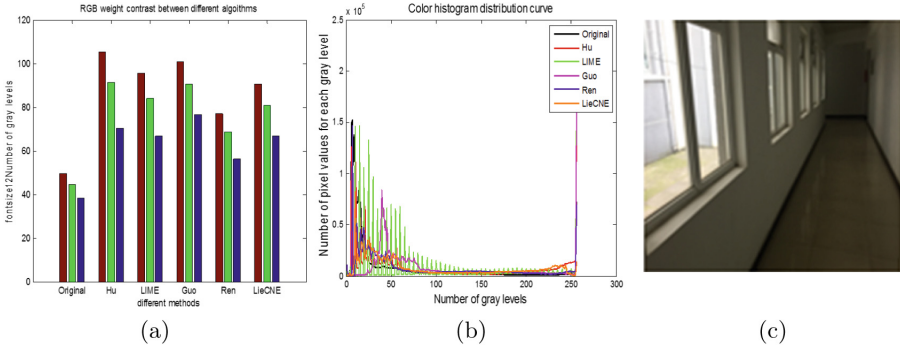 RGB weight contrast between different algoithms
fontsize12Number of gray levels
120
100
80
60
40
20
0
Original Hu LIME Guo Ren LieCNE
different methods
(a)
Color histogram distribution curve
x 10^5
Number of pixel values for each gray level
2.5
2
1.5
1
0.5
0
Original
Hu
LIME
Guo
Ren
LieCNE
0 50 100 150 200 250 300
Number of gray levels
(b)
(c)